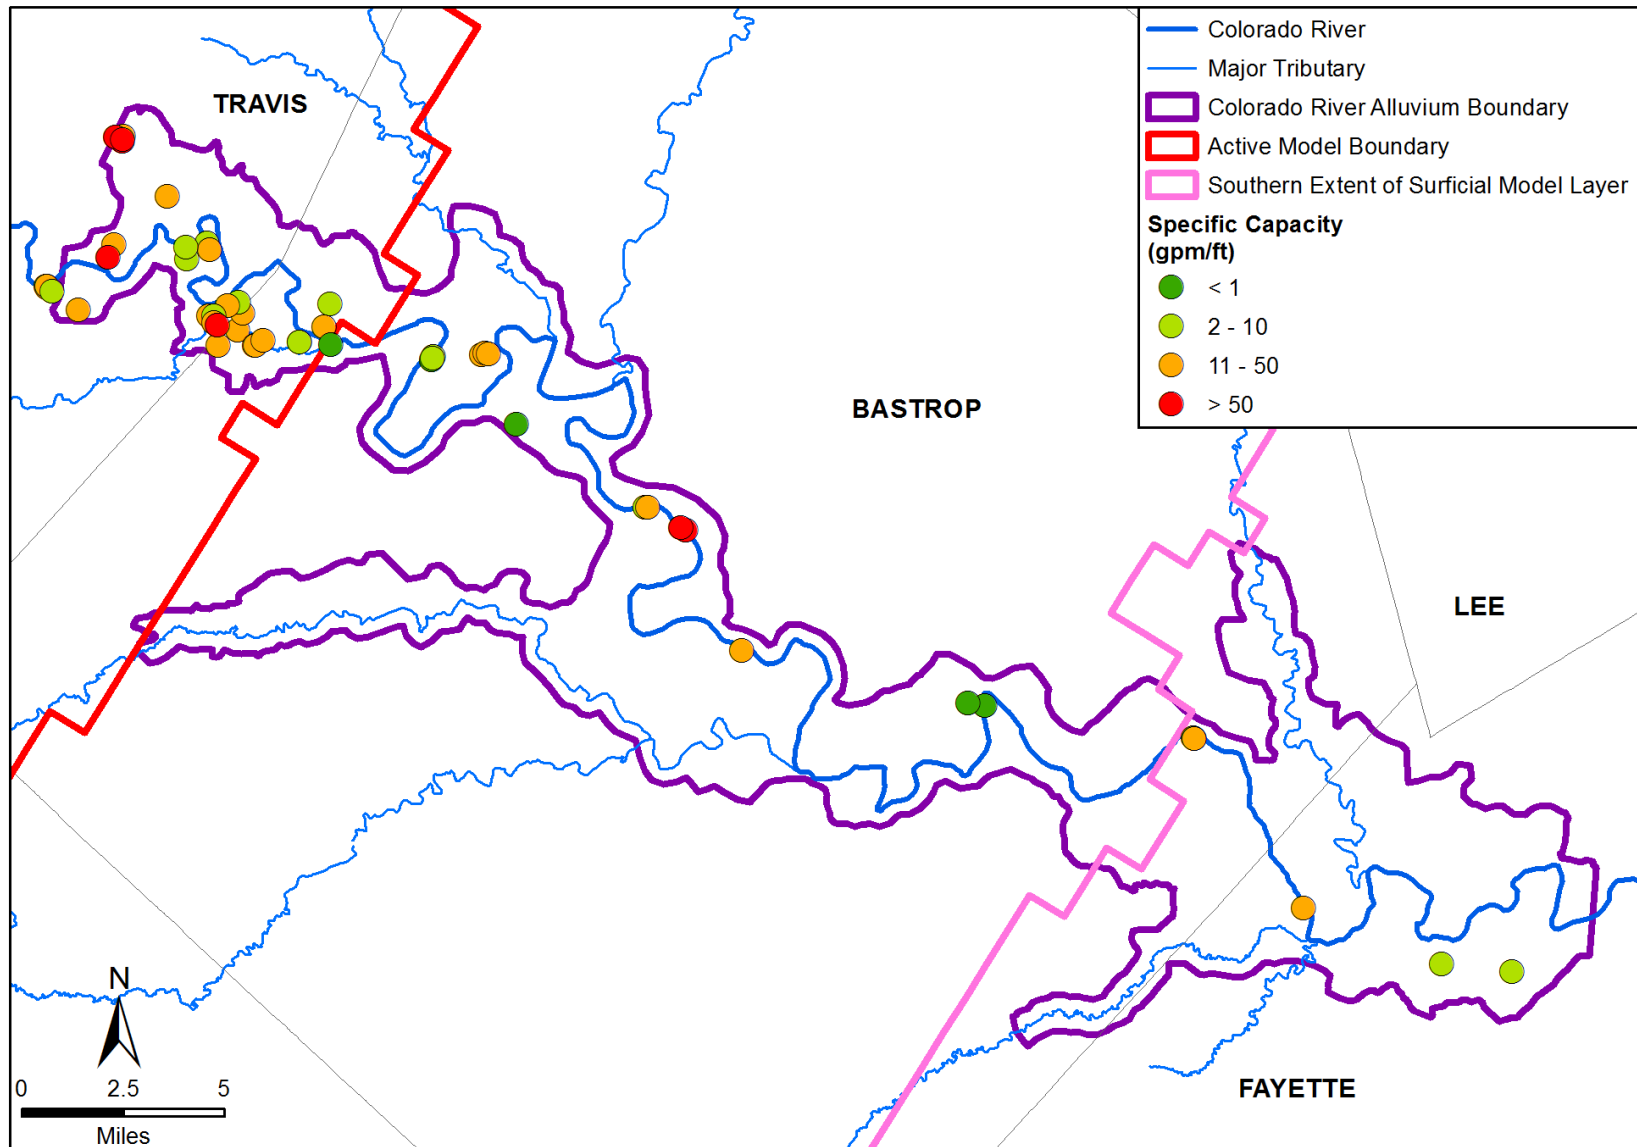 Colorado River
Major Tributary
Colorado River Alluvium Boundary
Active Model Boundary
Southern Extent of Surficial Model Layer
Specific Capacity
(gpm/ft)
< 1
2 - 10
11 - 50
> 50
TRAVIS
BASTROP
LEE
FAYETTE
N
0 2.5 5
Miles